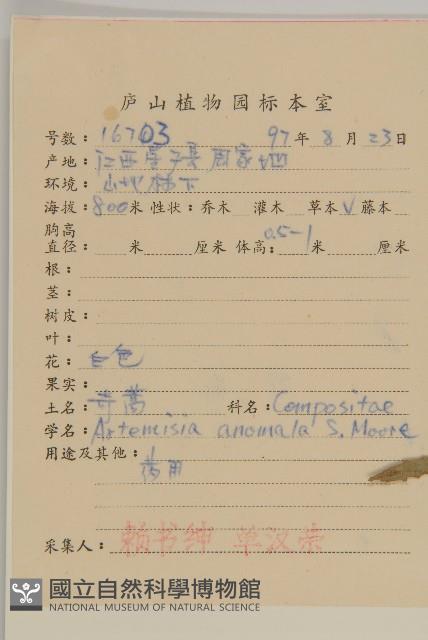 庐山植物园标本室
号数: 16703 97年8月23日
产地: 江西星子县 周家地
环境: 山地林下
海拔: 800米 性状: 乔木 灌木 草本√ 藤本
胸高
直径: 米 厘米 体高: 0.5-1米 厘米
根:
茎:
树皮:
叶:
花: 白色
果实:
土名: 奇蒿 科名: Compositae
学名: Artemisia anomala S. Moore
用途及其他:
药用
采集人: 赖书绅 单汉荣
國立自然科學博物館
NATIONAL MUSEUM OF NATURAL SCIENCE